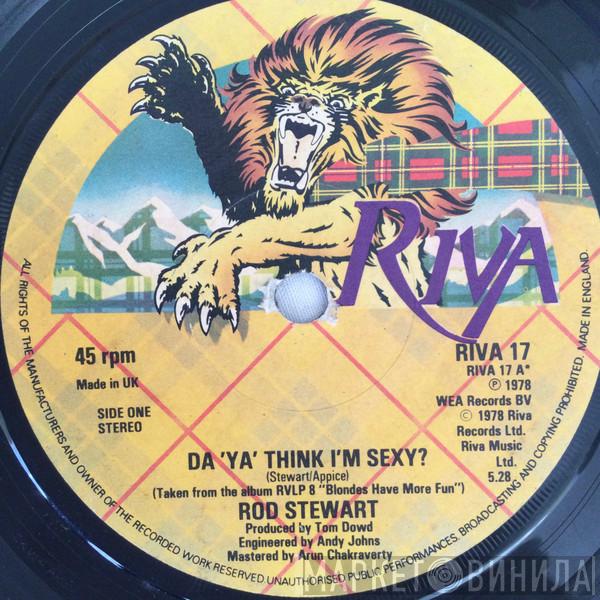 RIVA
45 rpm
Made in UK
SIDE ONE
STEREO
RIVA 17
RIVA 17 A*
Ⓟ 1978
WEA Records BV
© 1978 Riva
Records Ltd.
Riva Music
Ltd.
5.28
DA 'YA' THINK I'M SEXY?
(Stewart/Appice)
(Taken from the album RVLP 8 "Blondes Have More Fun")
ROD STEWART
Produced by Tom Dowd
Engineered by Andy Johns
Mastered by Arun Chakraverty
ALL RIGHTS OF THE MANUFACTURERS AND OWNER OF THE RECORDED WORK RESERVED. UNAUTHORISED PUBLIC PERFORMANCES, BROADCASTING AND COPYING PROHIBITED. MADE IN ENGLAND.
МАРКЕТ ВИНИЛА